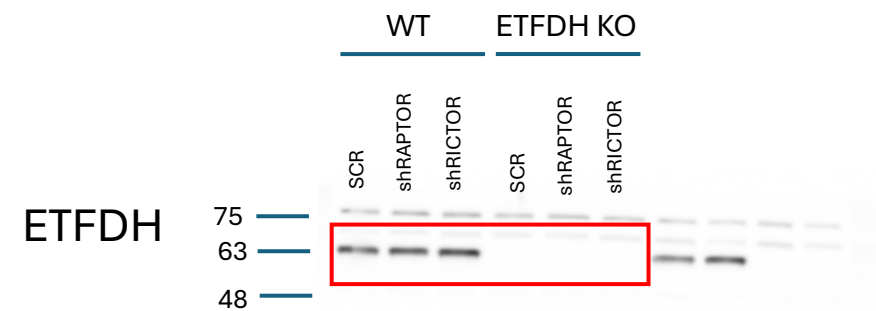 WT ETFDH KO
SCR shRAPTOR shRICTOR SCR shRAPTOR shRICTOR
ETFDH
75
63
48